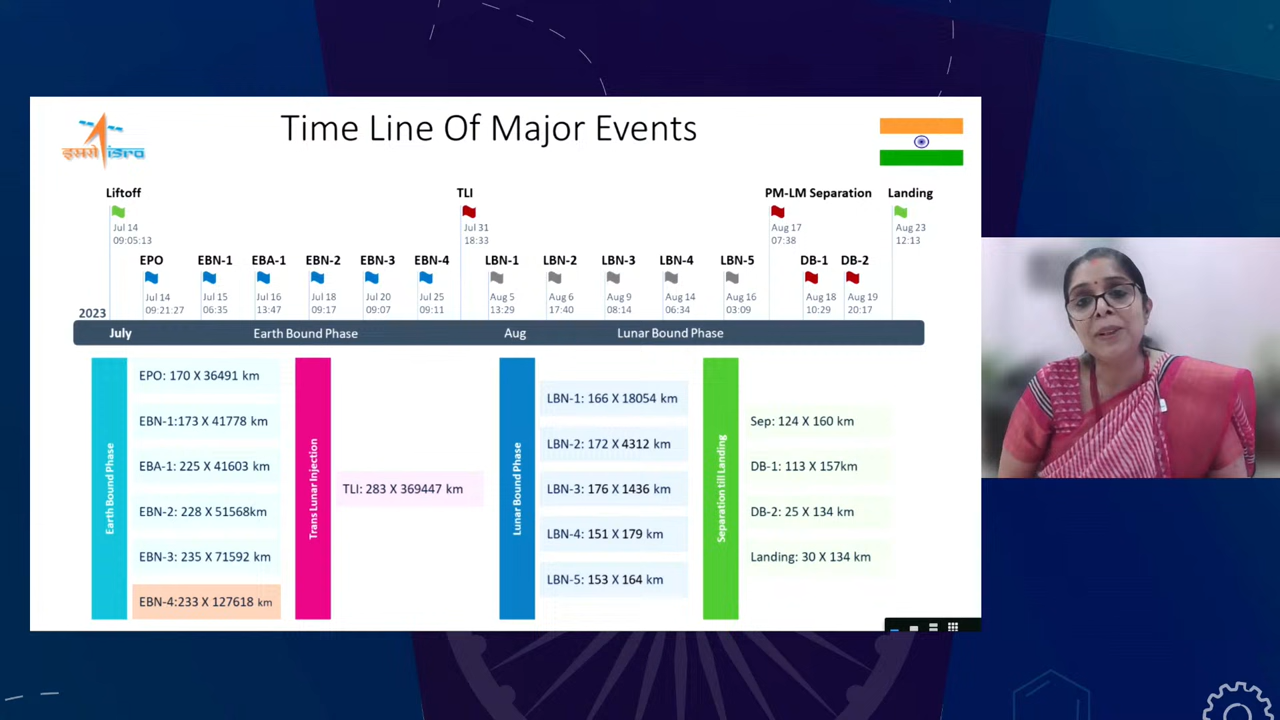 Time Line Of Major Events
इसरो isro
Liftoff
TLI
PM-LM Separation
Landing
Jul 14
09:05:13
Jul 31
18:33
Aug 17
07:38
Aug 23
12:13
EPO
EBN-1
EBA-1
EBN-2
EBN-3
EBN-4
LBN-1
LBN-2
LBN-3
LBN-4
LBN-5
DB-1
DB-2
Jul 14
09:21:27
Jul 15
06:35
Jul 16
13:47
Jul 18
09:17
Jul 20
09:07
Jul 25
09:11
Aug 5
13:29
Aug 6
17:40
Aug 9
08:14
Aug 14
06:34
Aug 16
03:09
Aug 18
10:29
Aug 19
20:17
2023
July
Earth Bound Phase
Aug
Lunar Bound Phase
Earth Bound Phase
EPO: 170 X 36491 km
EBN-1:173 X 41778 km
EBA-1: 225 X 41603 km
EBN-2: 228 X 51568km
EBN-3: 235 X 71592 km
EBN-4:233 X 127618 km
Trans Lunar Injection
TLI: 283 X 369447 km
Lunar Bound Phase
LBN-1: 166 X 18054 km
LBN-2: 172 X 4312 km
LBN-3: 176 X 1436 km
LBN-4: 151 X 179 km
LBN-5: 153 X 164 km
Separation till Landing
Sep: 124 X 160 km
DB-1: 113 X 157km
DB-2: 25 X 134 km
Landing: 30 X 134 km